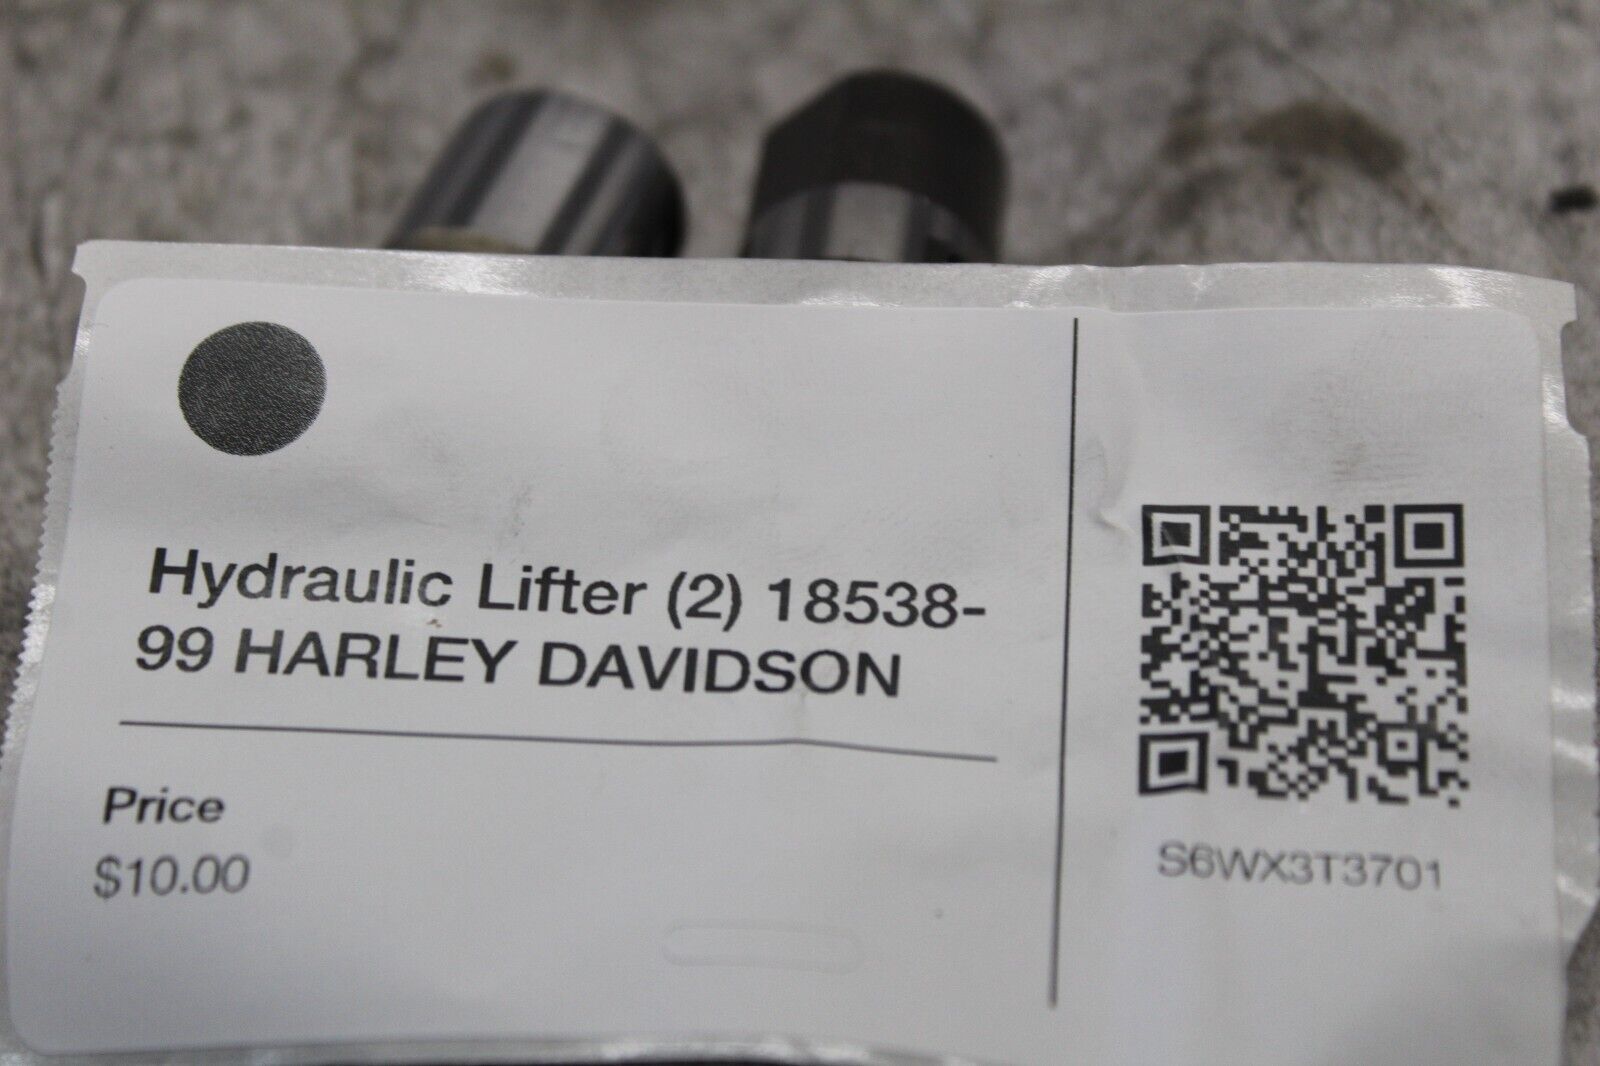 Hydraulic Lifter (2) 18538-
99 HARLEY DAVIDSON
Price
$10.00
S6WX3T3701